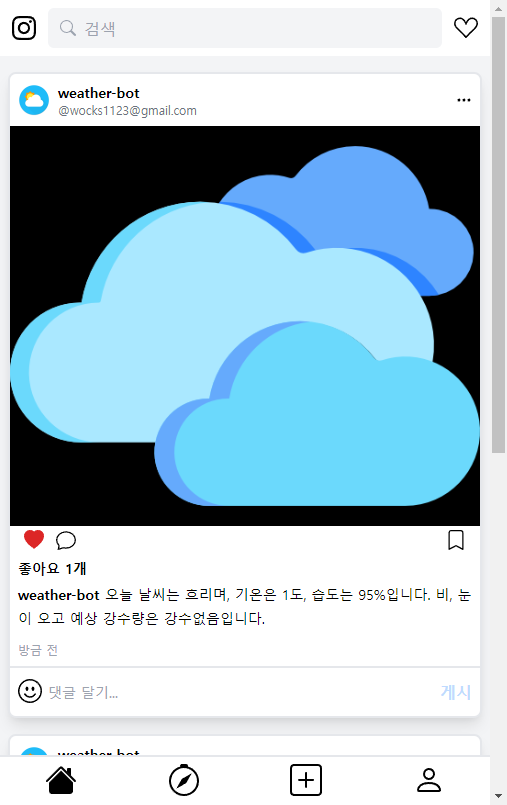 검색
weather-bot
@wocks1123@gmail.com
좋아요 1개
weather-bot 오늘 날씨는 흐리며, 기온은 1도, 습도는 95%입니다. 비, 눈
이 오고 예상 강수량은 강수없음입니다.
방금 전
댓글 달기...
게시
weather-bot